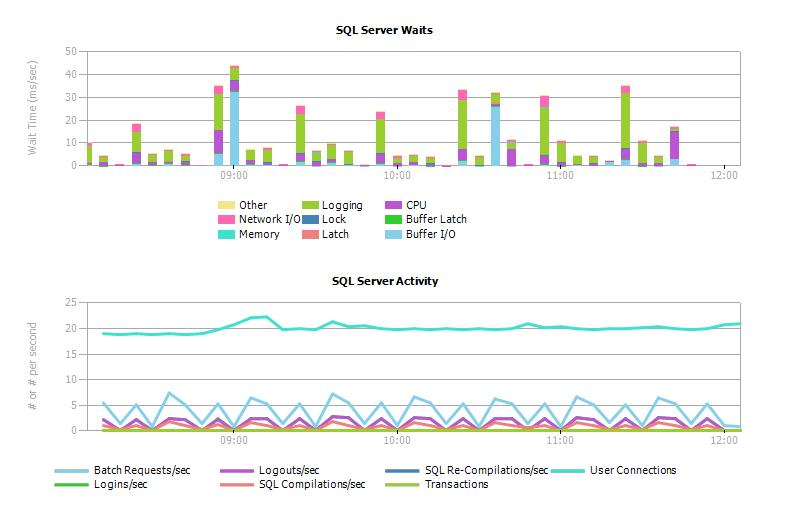 SQL Server Waits
50
40
30
20
10
0
Wait Time (ms/sec)
09:00 10:00 11:00 12:00
Other Logging CPU
Network I/O Lock Buffer Latch
Memory Latch Buffer I/O
SQL Server Activity
25
20
15
10
5
0
# or # per second
09:00 10:00 11:00 12:00
Batch Requests/sec Logouts/sec SQL Re-Compilations/sec User Connections
Logins/sec SQL Compilations/sec Transactions